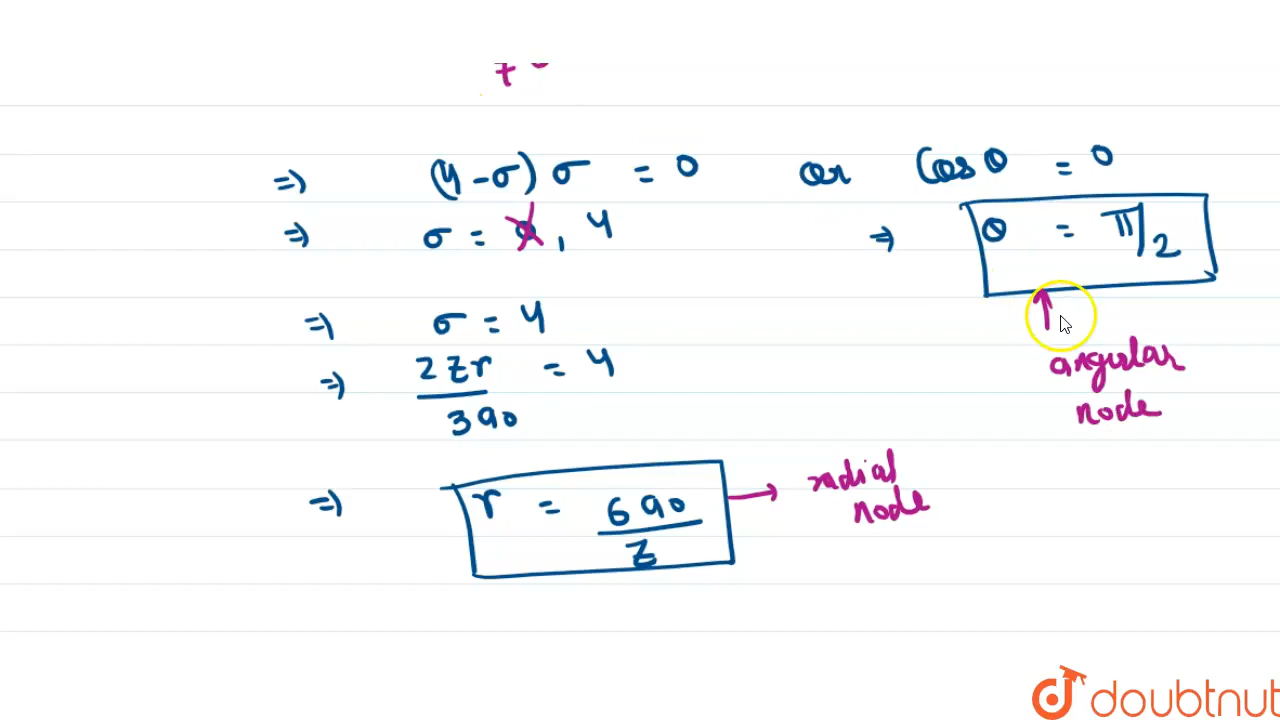 ⇒ (4-σ) σ = 0 or Cos θ = 0
⇒ σ = 0, 4 ⇒ θ = π/2
⇒ σ = 4
⇒ 2Zr/3a0 = 4
angular
node
⇒ r = 6a0/Z → radial
node
doubtnut